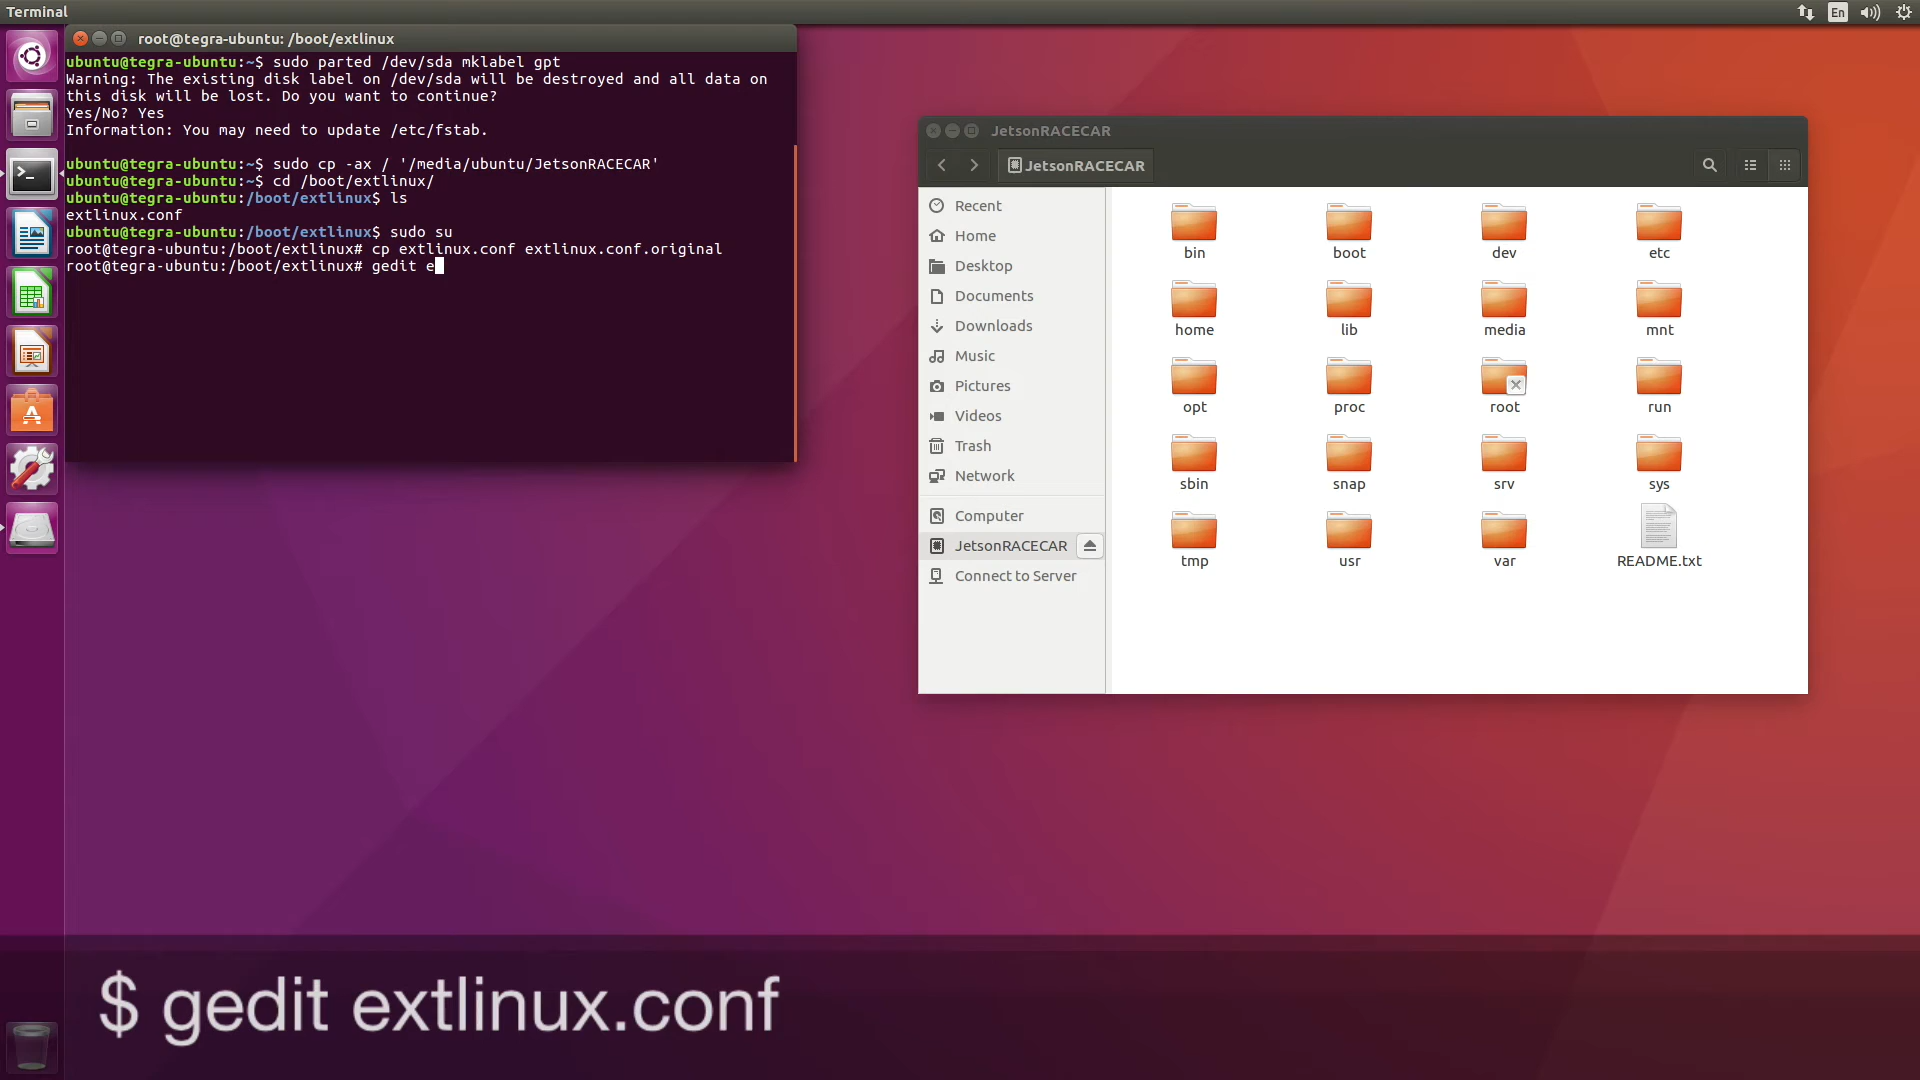 Terminal
En
root@tegra-ubuntu: /boot/extlinux
ubuntu@tegra-ubuntu:~$ sudo parted /dev/sda mklabel gpt
Warning: The existing disk label on /dev/sda will be destroyed and all data on
this disk will be lost. Do you want to continue?
Yes/No? Yes
Information: You may need to update /etc/fstab.
ubuntu@tegra-ubuntu:~$ sudo cp -ax / '/media/ubuntu/JetsonRACECAR'
ubuntu@tegra-ubuntu:~$ cd /boot/extlinux/
ubuntu@tegra-ubuntu:/boot/extlinux$ ls
extlinux.conf
ubuntu@tegra-ubuntu:/boot/extlinux$ sudo su
root@tegra-ubuntu:/boot/extlinux# cp extlinux.conf extlinux.conf.original
root@tegra-ubuntu:/boot/extlinux# gedit e
JetsonRACECAR
JetsonRACECAR
Recent
Home
Desktop
Documents
Downloads
Music
Pictures
Videos
Trash
Network
Computer
JetsonRACECAR
Connect to Server
bin boot dev etc
home lib media mnt
opt proc root run
sbin snap srv sys
tmp usr var README.txt
$ gedit extlinux.conf